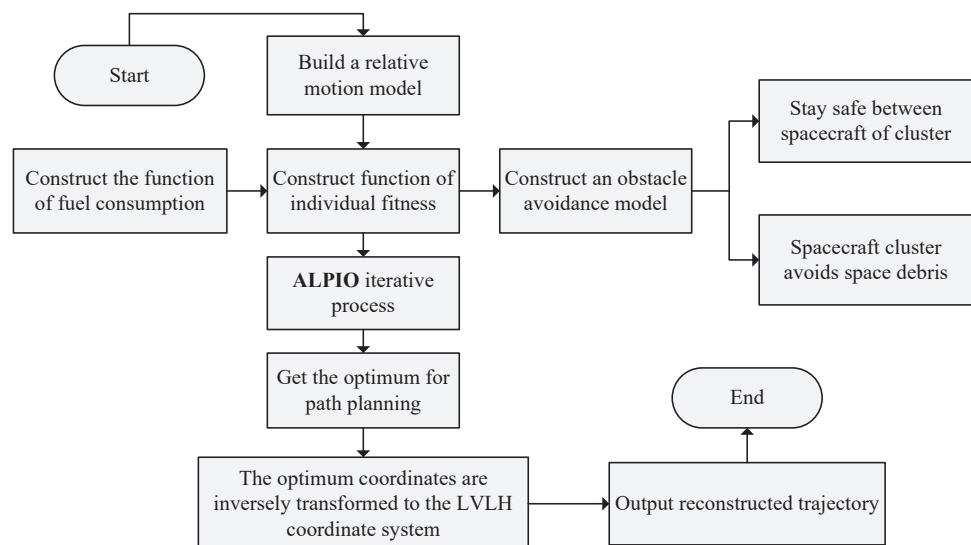 Start
Build a relative
motion model
Stay safe between
spacecraft of cluster
Construct the function
of fuel consumption
Construct function of
individual fitness
Construct an obstacle
avoidance model
Spacecraft cluster
avoids space debris
ALPIO iterative
process
Get the optimum for
path planning
End
The optimum coordinates are
inversely transformed to the LVLH
coordinate system
Output reconstructed trajectory